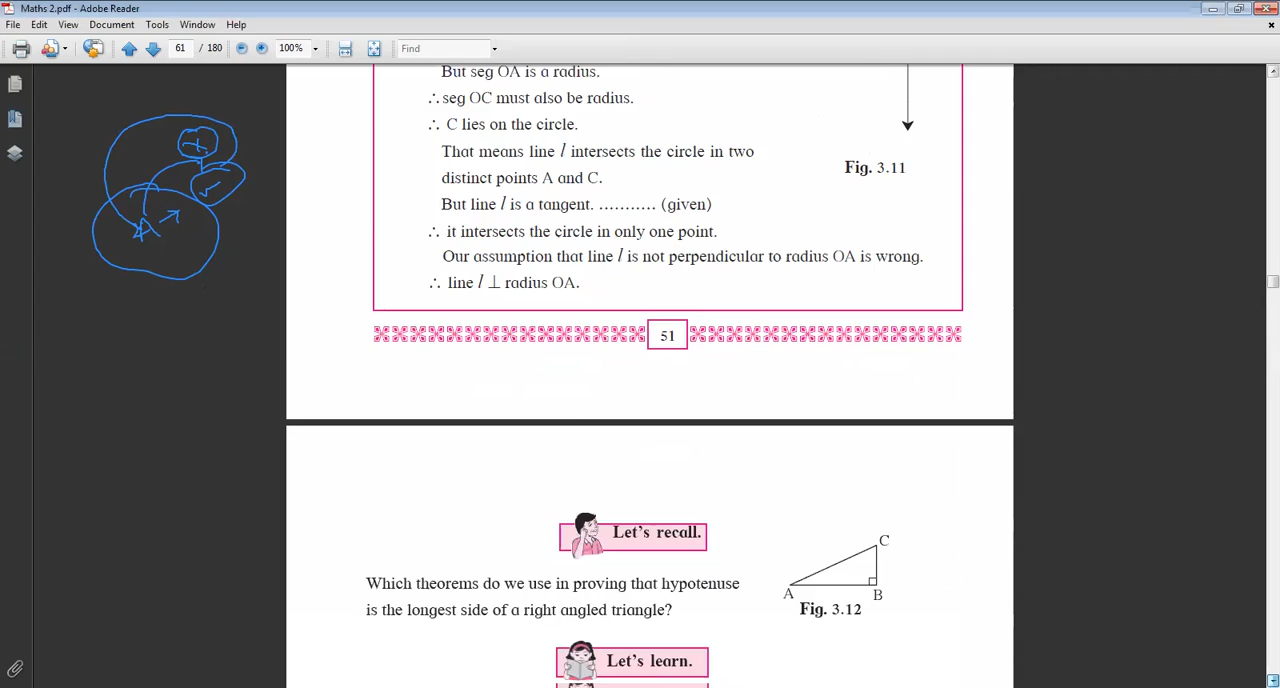 Maths 2.pdf - Adobe Reader
File Edit View Document Tools Window Help
61 / 180 100% Find
But seg OA is a radius.
∴ seg OC must also be radius.
∴ C lies on the circle.
That means line l intersects the circle in two
distinct points A and C.
But line l is a tangent. ........... (given)
∴ it intersects the circle in only one point.
Our assumption that line l is not perpendicular to radius OA is wrong.
∴ line l ⊥ radius OA.
Fig. 3.11
51
Let's recall.
Which theorems do we use in proving that hypotenuse
is the longest side of a right angled triangle?
C
A B
Fig. 3.12
Let's learn.